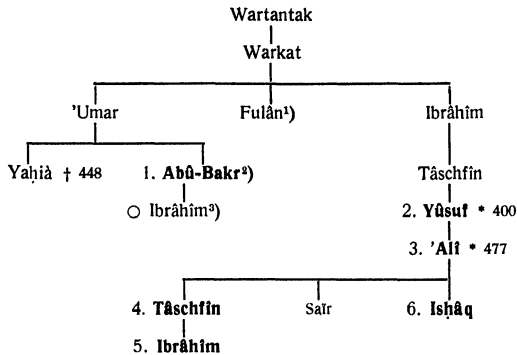 Wartantak
Warkat
'Umar Fulân¹) Ibrâhîm
Yaḥià † 448 1. Abû-Bakr²) Tâschfîn
○ Ibrâhîm³) 2. Yûsuf * 400
3. 'Alî * 477
4. Tâschfîn Saïr 6. Isḥâq
5. Ibrâhîm